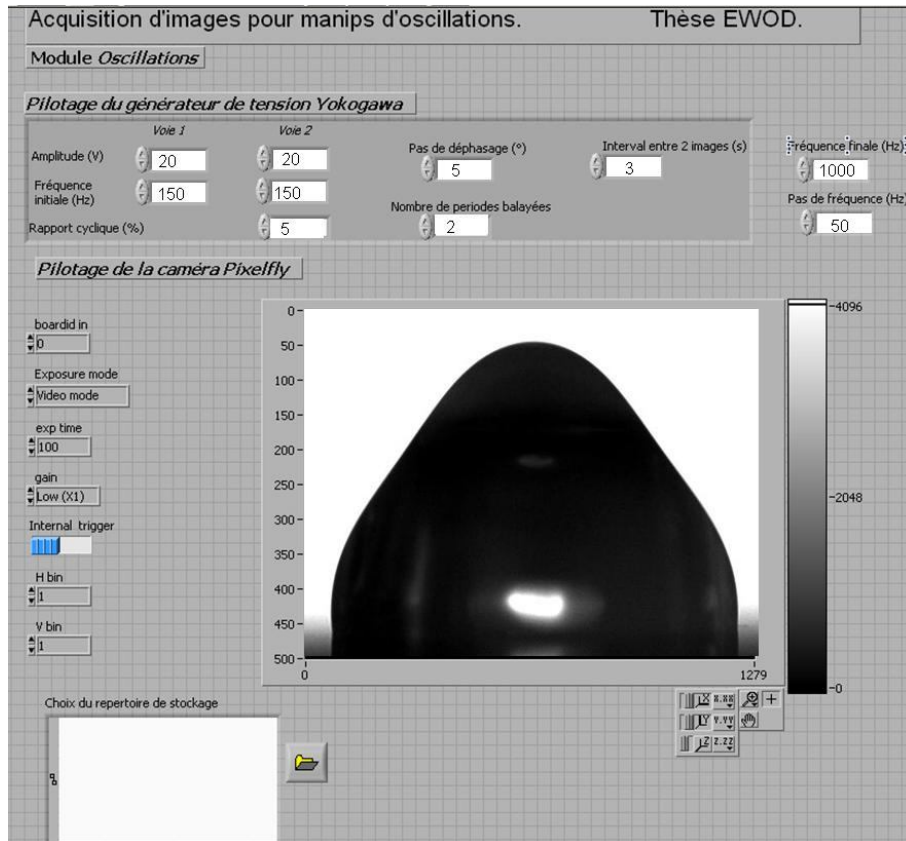 Acquisition d'images pour manips d'oscillations. Thèse EWOD.
Module Oscillations
Pilotage du générateur de tension Yokogawa
Voie 1 Voie 2
Amplitude (V) 20 20
Pas de déphasage (°)
5
Interval entre 2 images (s)
3
Fréquence finale (Hz)
1000
Fréquence
initiale (Hz) 150 150
Nombre de periodes balayées
2
Pas de fréquence (Hz)
50
Rapport cyclique (%) 5
Pilotage de la caméra Pixelfly
boardid in
0
Exposure mode
Video mode
exp time
100
gain
Low (X1)
Internal trigger
H bin
1
V bin
1
0
50
100
150
200
250
300
350
400
450
500
0 1279
4096
2048
0
X X.XX
Y Y.YY
Z Z.ZZ
Choix du repertoire de stockage